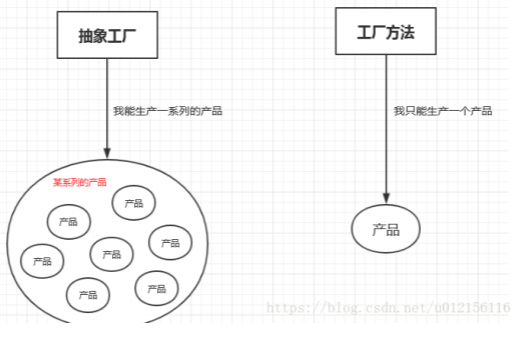 抽象工厂
工厂方法
我能生产一系列的产品
我只能生产一个产品
某系列的产品
产品
产品
产品
产品
产品
产品
产品
产品
https://blog.csdn.net/u012156116